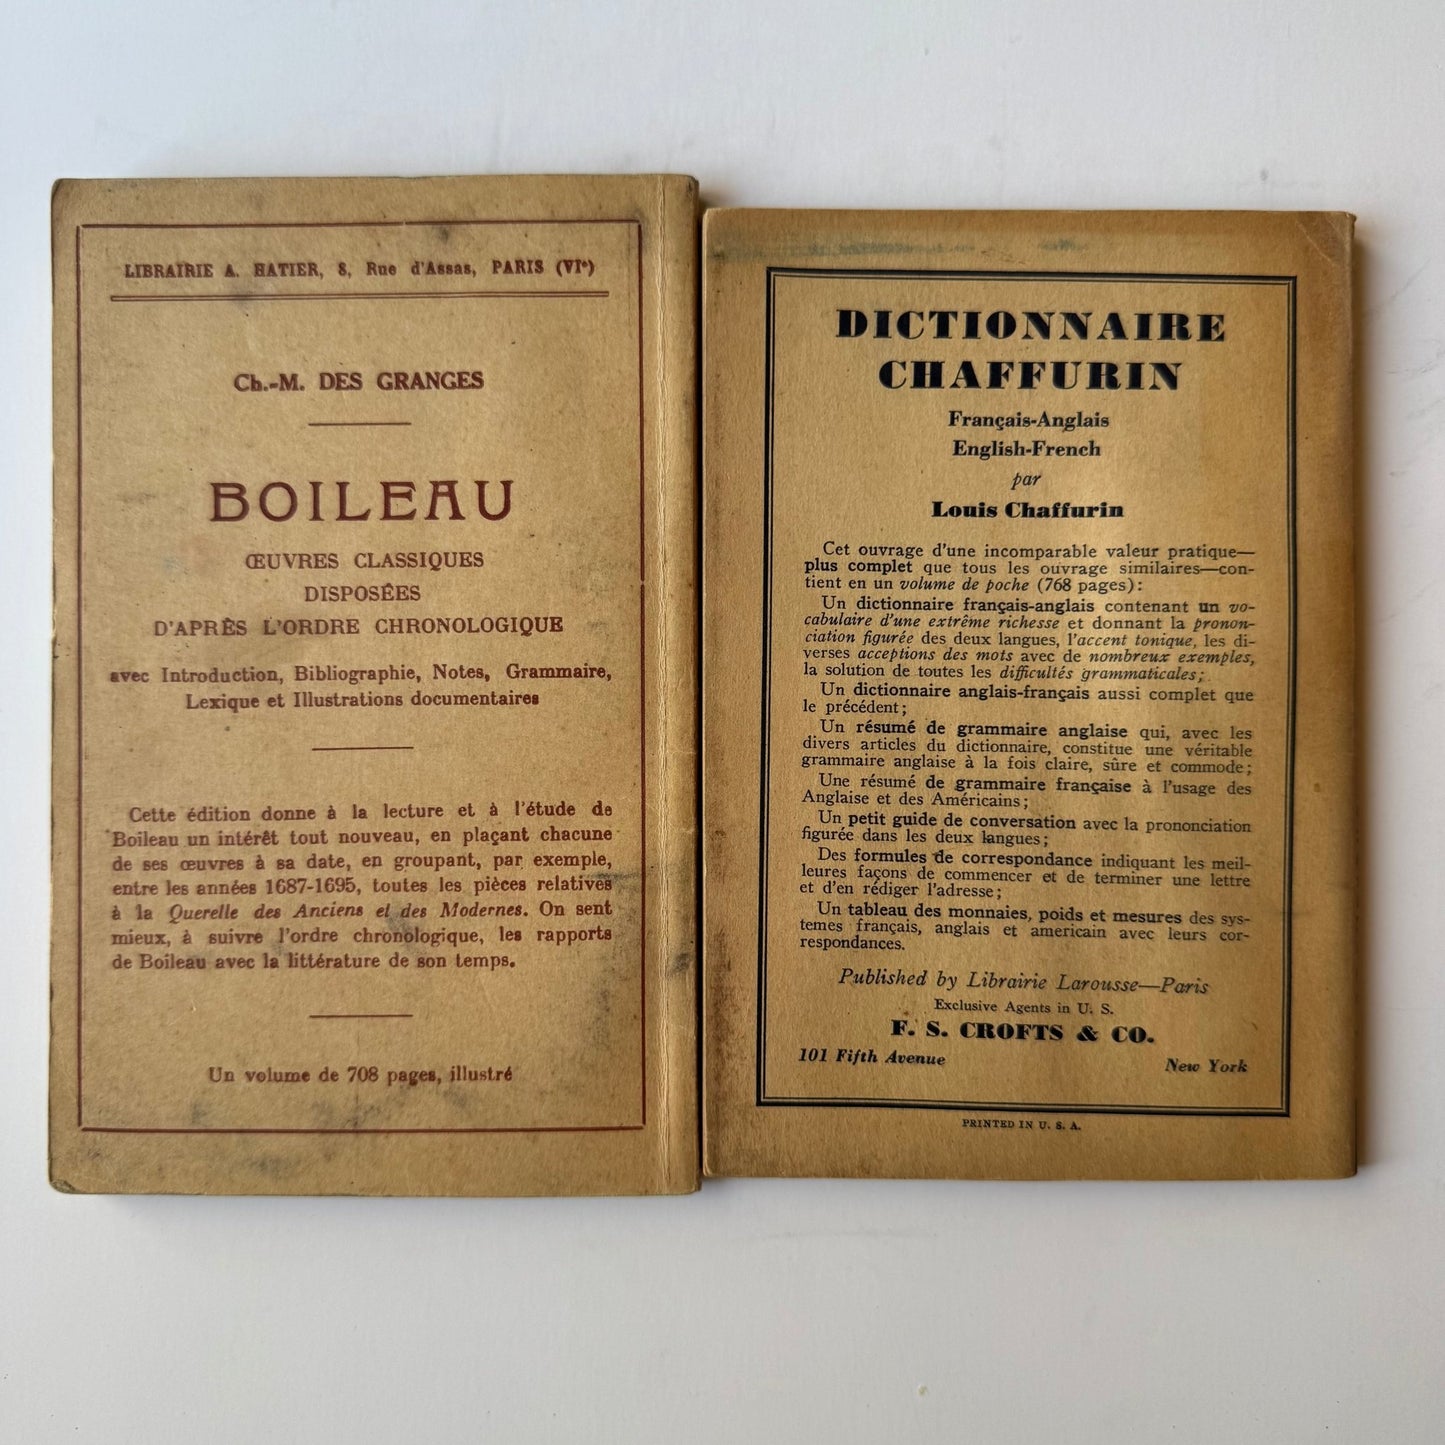 LIBRAIRIE A. HATIER, 8, Rue d'Assas, PARIS (VIe)
Ch.-M. DES GRANGES
BOILEAU
ŒUVRES CLASSIQUES
DISPOSÉES
D'APRÈS L'ORDRE CHRONOLOGIQUE
avec Introduction, Bibliographie, Notes, Grammaire,
Lexique et Illustrations documentaires
Cette édition donne à la lecture et à l'étude de
Boileau un intérêt tout nouveau, en plaçant chacune
de ses œuvres à sa date, en groupant, par exemple,
entre les années 1687-1695, toutes les pièces relatives
à la Querelle des Anciens et des Modernes. On sent
mieux, à suivre l'ordre chronologique, les rapports
de Boileau avec la littérature de son temps.
Un volume de 708 pages, illustré
DICTIONNAIRE
CHAFFURIN
Français-Anglais
English-French
par
Louis Chaffurin
Cet ouvrage d'une incomparable valeur pratique—
plus complet que tous les ouvrage similaires—con-
tient en un volume de poche (768 pages):
Un dictionnaire français-anglais contenant un vo-
cabulaire d'une extrême richesse et donnant la pronon-
ciation figurée des deux langues, l'accent tonique, les di-
verses acceptions des mots avec de nombreux exemples,
la solution de toutes les difficultés grammaticales;
Un dictionnaire anglais-français aussi complet que
le précédent;
Un résumé de grammaire anglaise qui, avec les
divers articles du dictionnaire, constitue une véritable
grammaire anglaise à la fois claire, sûre et commode;
Une résumé de grammaire française à l'usage des
Anglaise et des Américains;
Un petit guide de conversation avec la prononciation
figurée dans les deux langues;
Des formules de correspondance indiquant les meil-
leures façons de commencer et de terminer une lettre
et d'en rédiger l'adresse;
Un tableau des monnaies, poids et mesures des sys-
temes français, anglais et americain avec leurs cor-
respondances.
Published by Librairie Larousse—Paris
Exclusive Agents in U. S.
F. S. CROFTS & CO.
101 Fifth Avenue New York
PRINTED IN U. S. A.